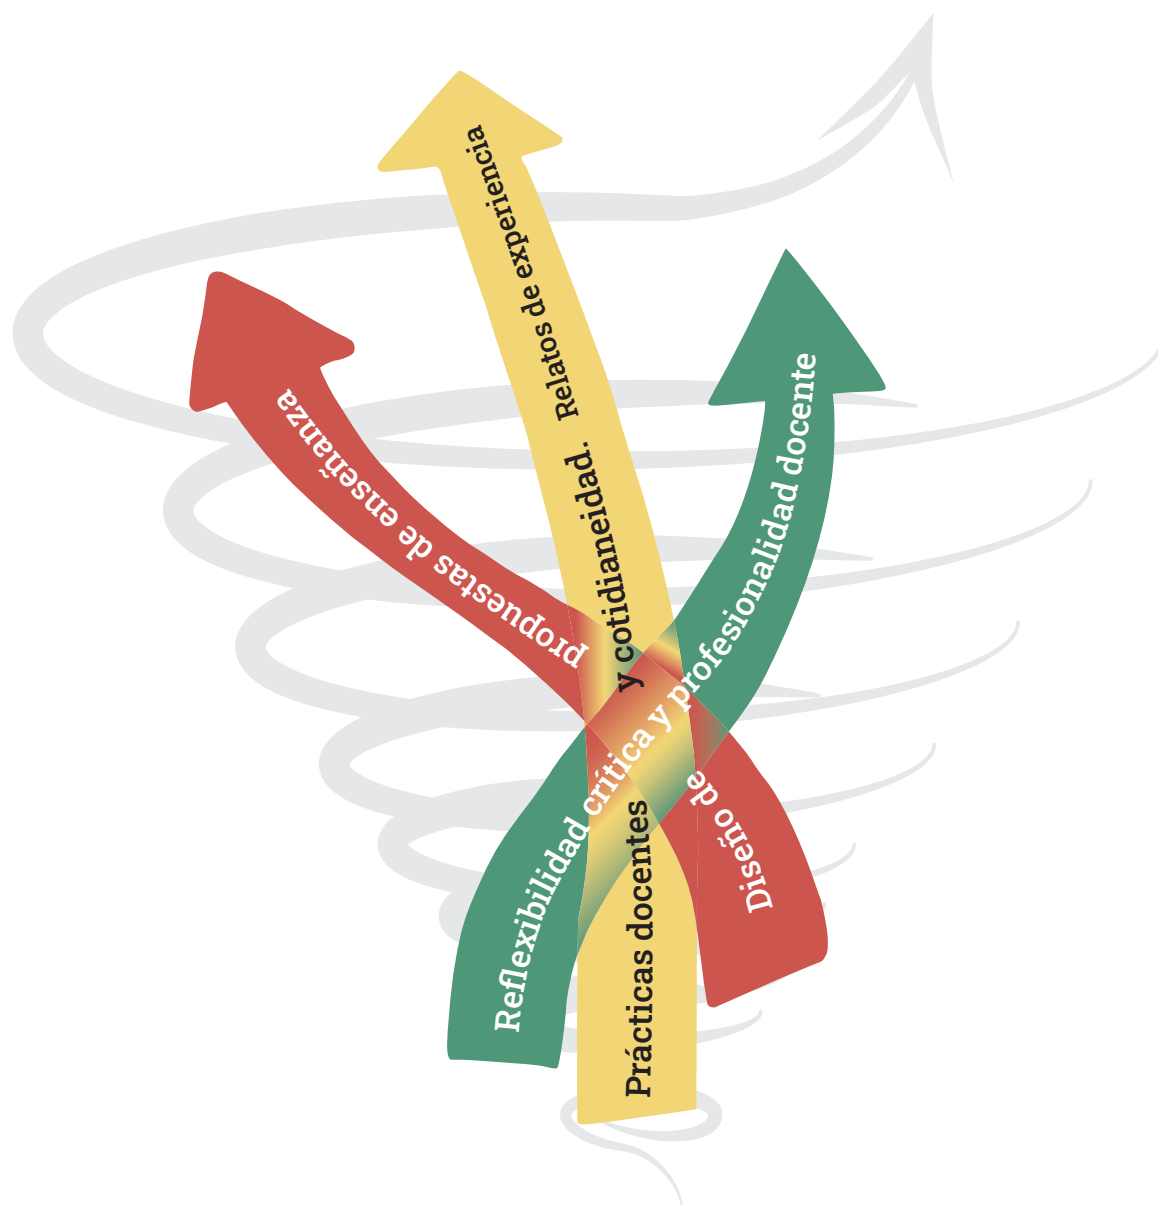 Prácticas docentes y cotidianeidad. Relatos de experiencia
Diseño de propuestas de enseñanza
Reflexibilidad crítica y profesionalidad docente